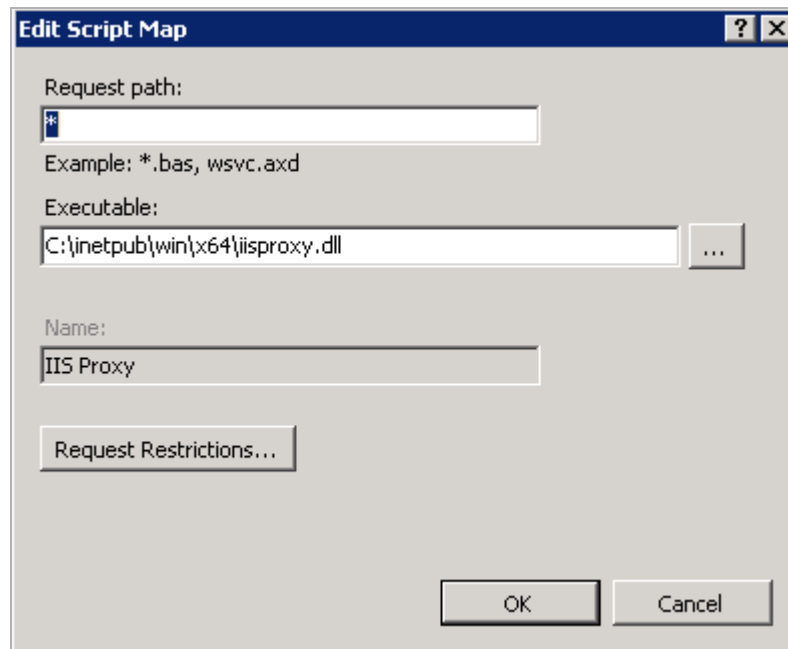 Edit Script Map
?
Request path:
*
Example: *.bas, wsvc.axd
Executable:
C:\inetpub\win\x64\iisproxy.dll
...
Name:
IIS Proxy
Request Restrictions...
OK
Cancel